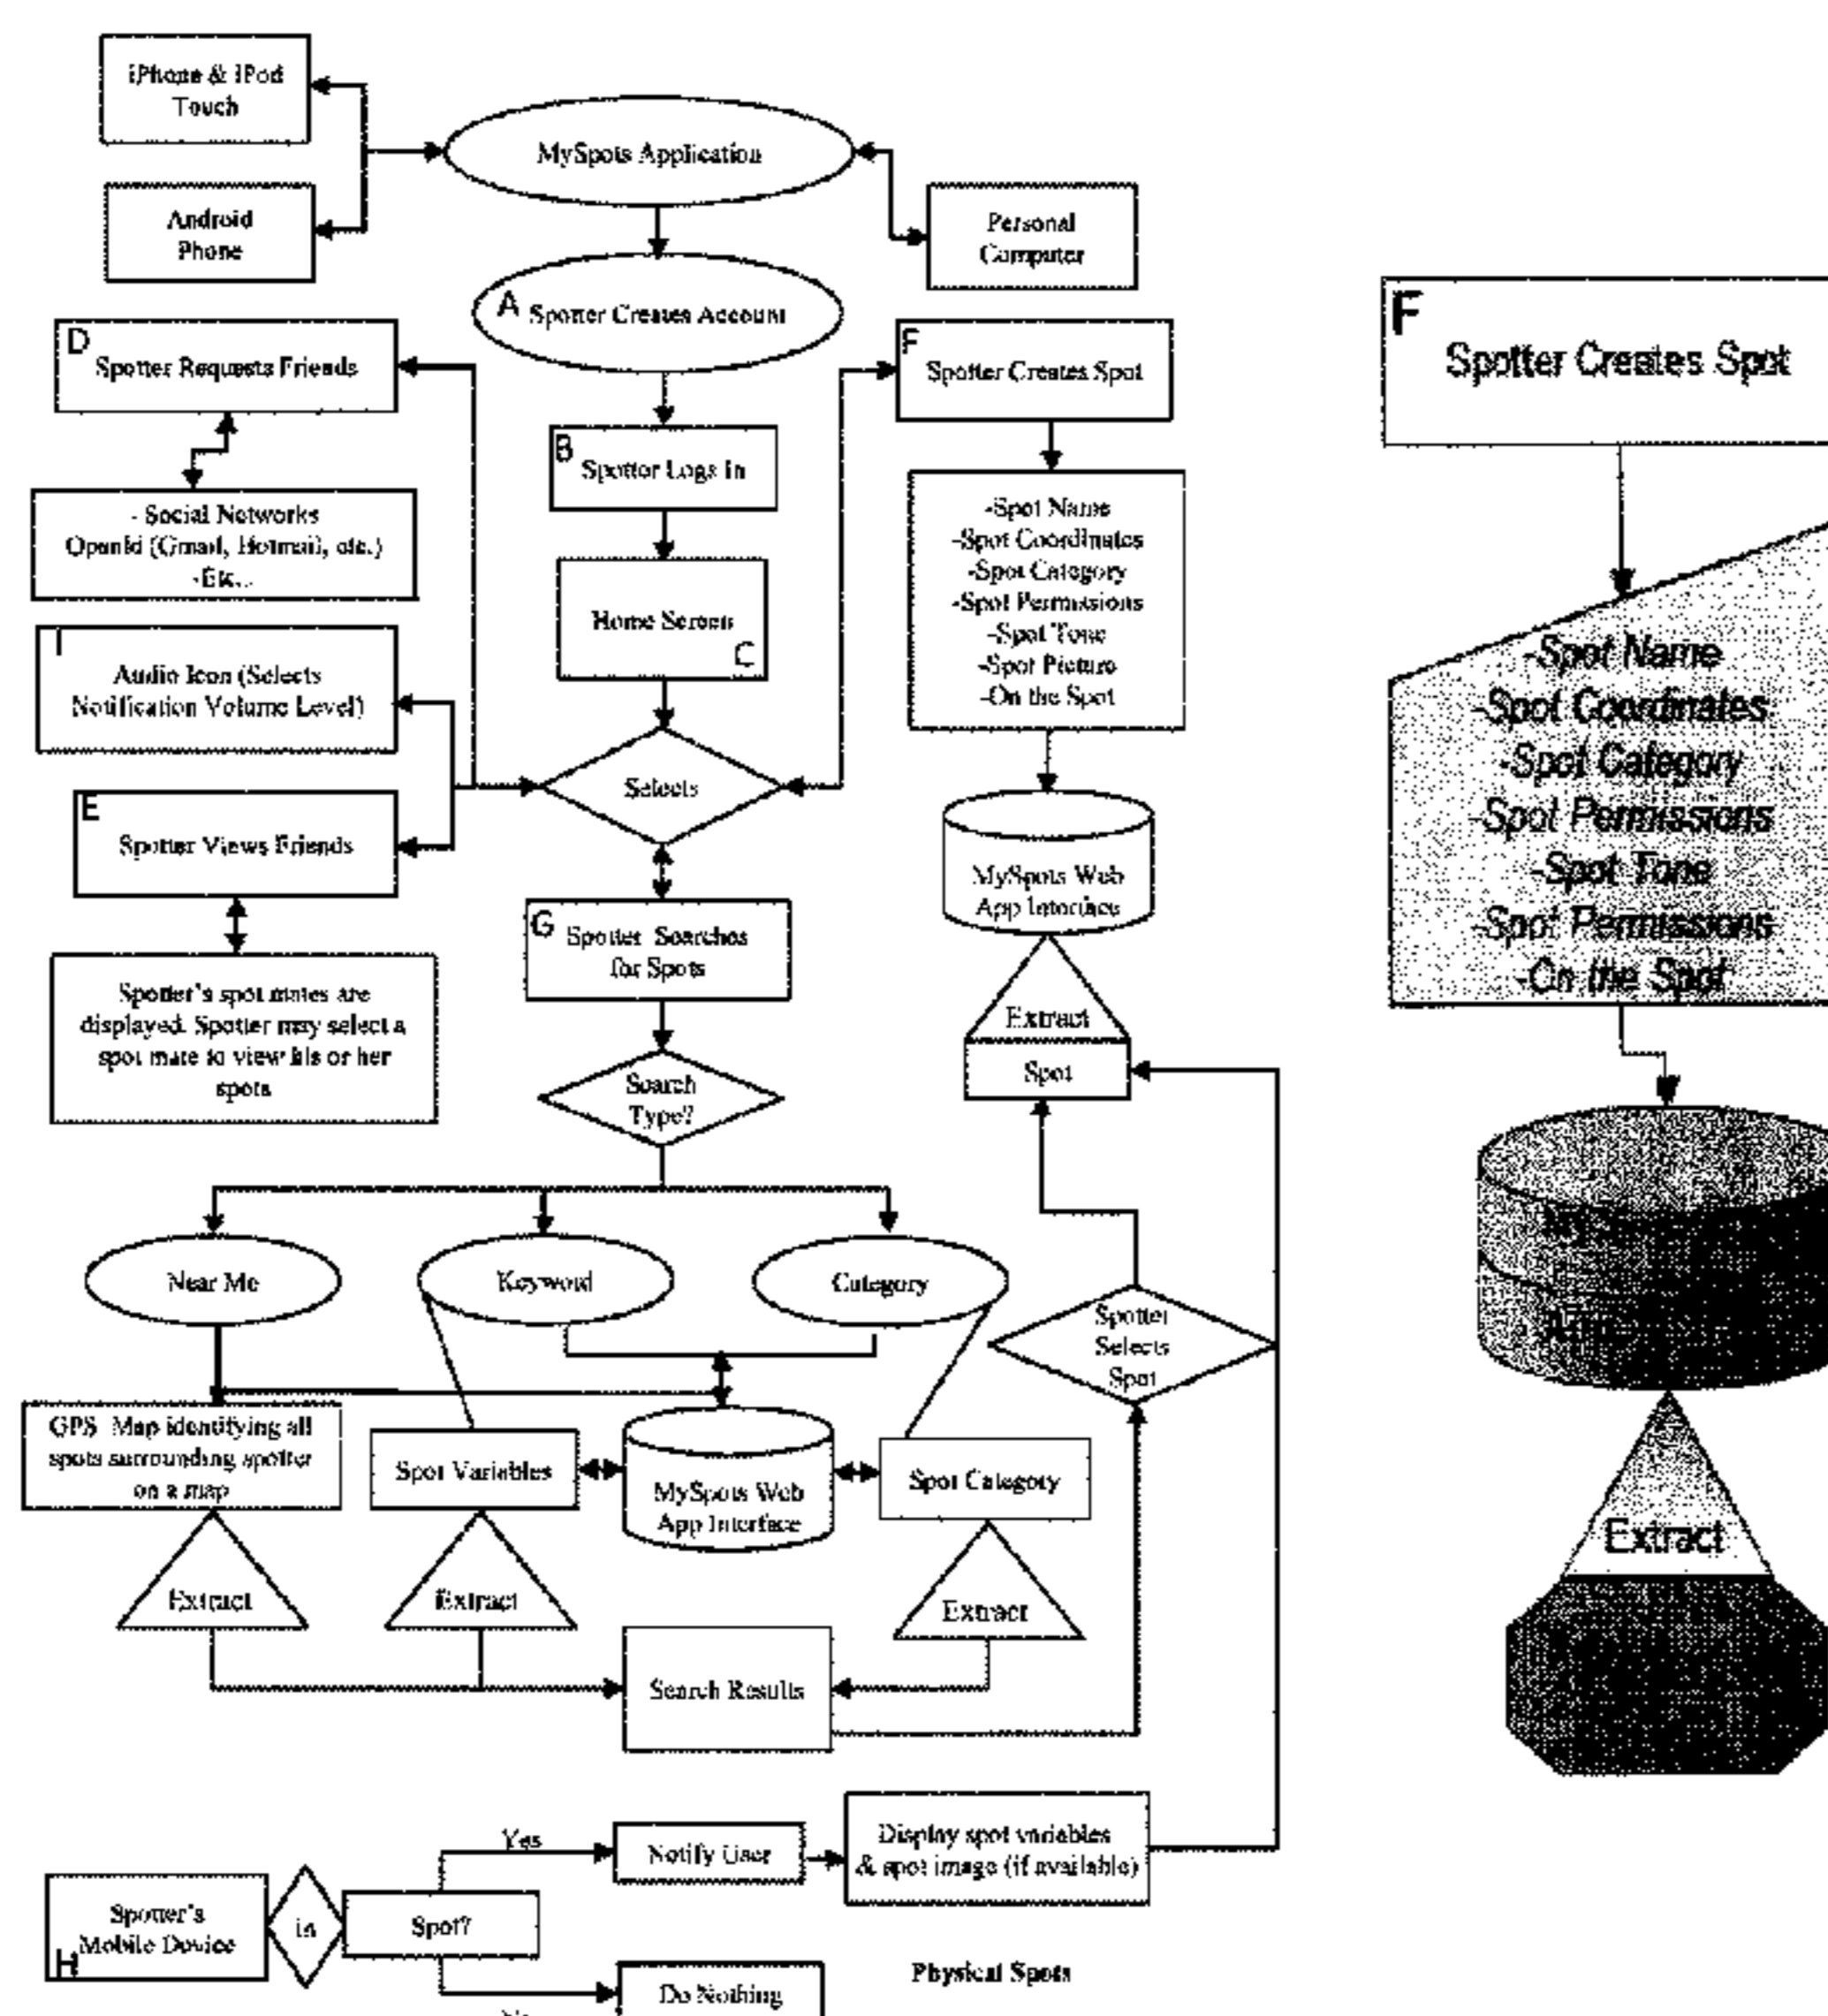 iPhone & iPod
Touch
MySpots Application
Android
Phone
Personal
Computer
A Spotter Creates Account
D
Spotter Requests Friends
F
Spotter Creates Spot
B
Spotter Logs In
- Social Networks
OpenId (Gmail, Hotmail, etc.)
-Etc...
-Spot Name
-Spot Coordinates
-Spot Category
-Spot Permissions
-Spot Tone
-Spot Picture
-On the Spot
Home Screen
C
I
Audio Icon (Selects
Notification Volume Level)
Selects
E
Spotter Views Friends
MySpots Web
App Interface
G
Spotter Searches
for Spots
Spotter's spot mates are
displayed. Spotter may select a
spot mate to view his or her
spots
Extract
Spot
Search
Type?
Near Me
Keyword
Category
Spotter
Selects
Spot
GPS Map identifying all
spots surrounding spotter
on a map
Spot Variables
MySpots Web
App Interface
Spot Category
Extract
Extract
Extract
Search Results
Yes
Notify User
Display spot variables
& spot image (if available)
Spotter's
Mobile Device
H
in
Spot?
Do Nothing
Physical Spots
F
Spotter Creates Spot
-Spot Name
-Spot Coordinates
-Spot Category
-Spot Permissions
-Spot Tone
-Spot Permissions
-On the Spot
Extract